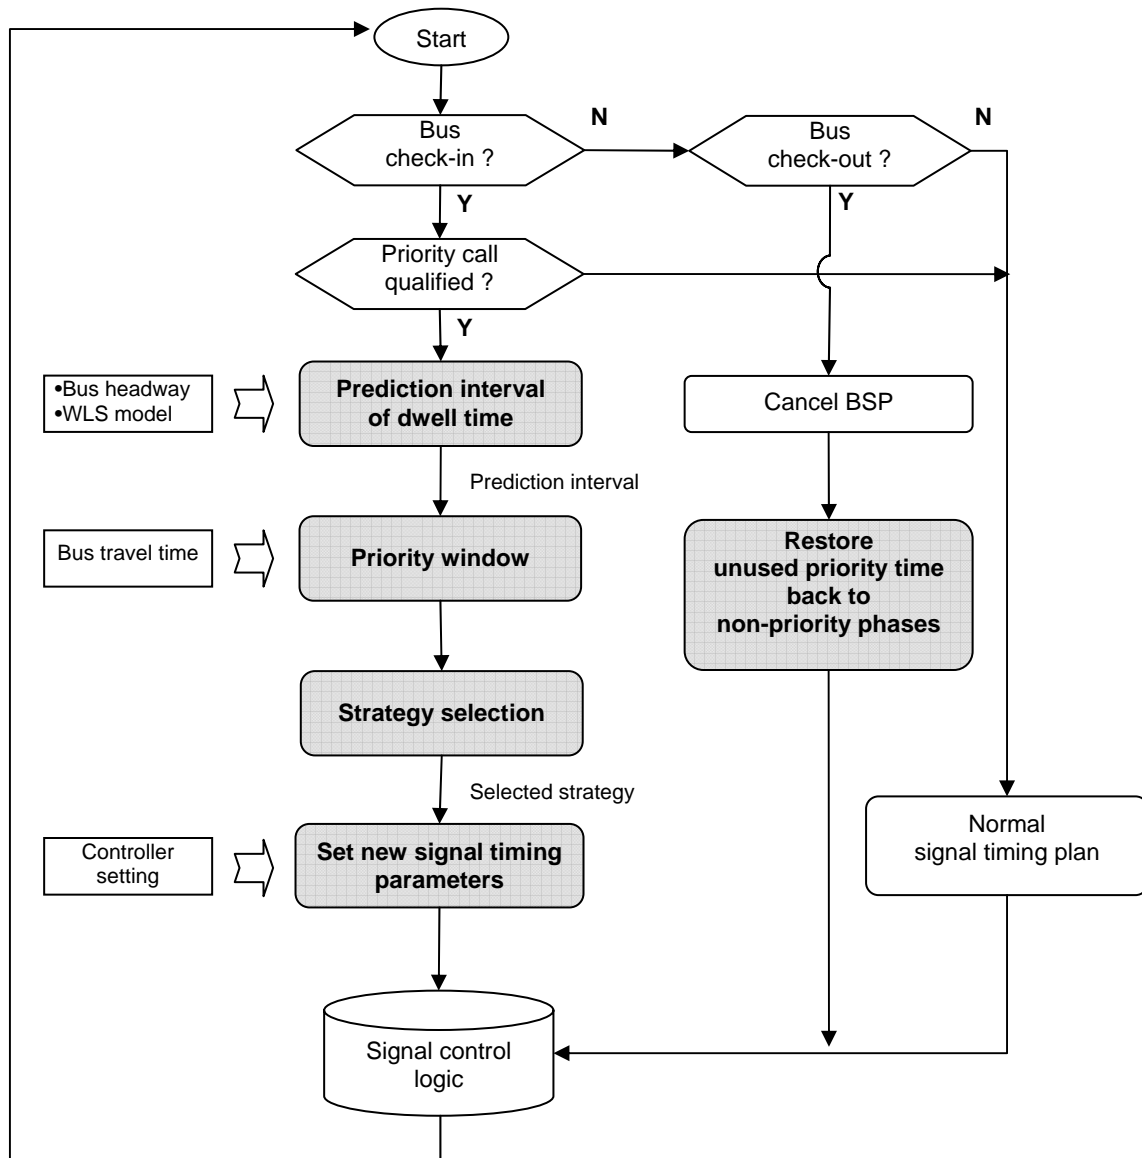 Start
Bus
check-in ?
N
Bus
check-out ?
N
Y
Y
Priority call
qualified ?
Y
•Bus headway
•WLS model
Prediction interval
of dwell time
Cancel BSP
Prediction interval
Bus travel time
Priority window
Restore
unused priority time
back to
non-priority phases
Strategy selection
Selected strategy
Controller
setting
Set new signal timing
parameters
Normal
signal timing plan
Signal control
logic